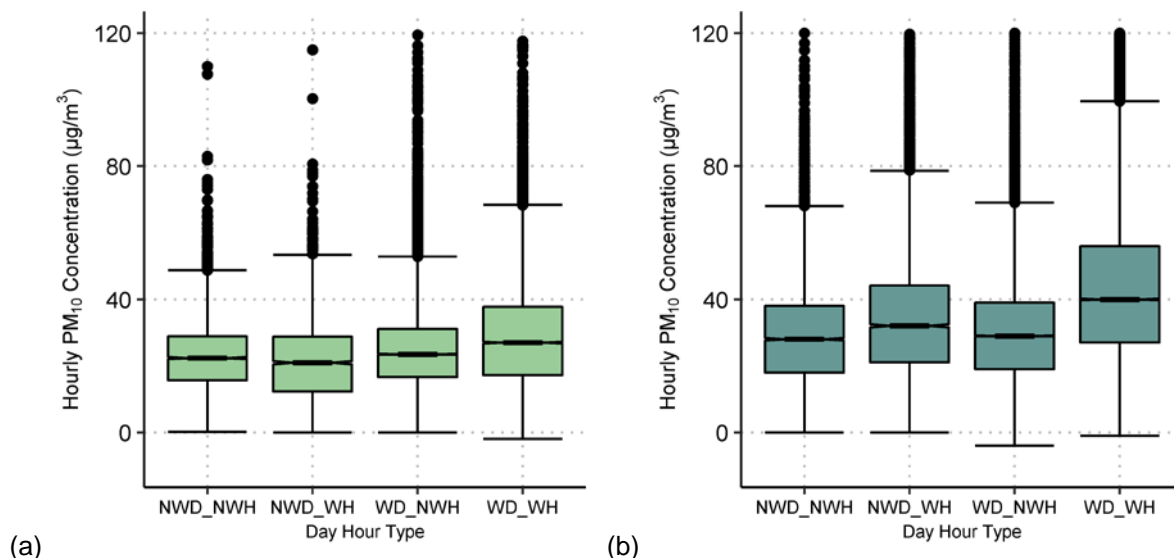 120
80
40
0
Hourly PM₁₀ Concentration (µg/m³)
NWD_NWH NWD_WH WD_NWH WD_WH
Day Hour Type
(a)
120
80
40
0
Hourly PM₁₀ Concentration (µg/m³)
NWD_NWH NWD_WH WD_NWH WD_WH
Day Hour Type
(b)